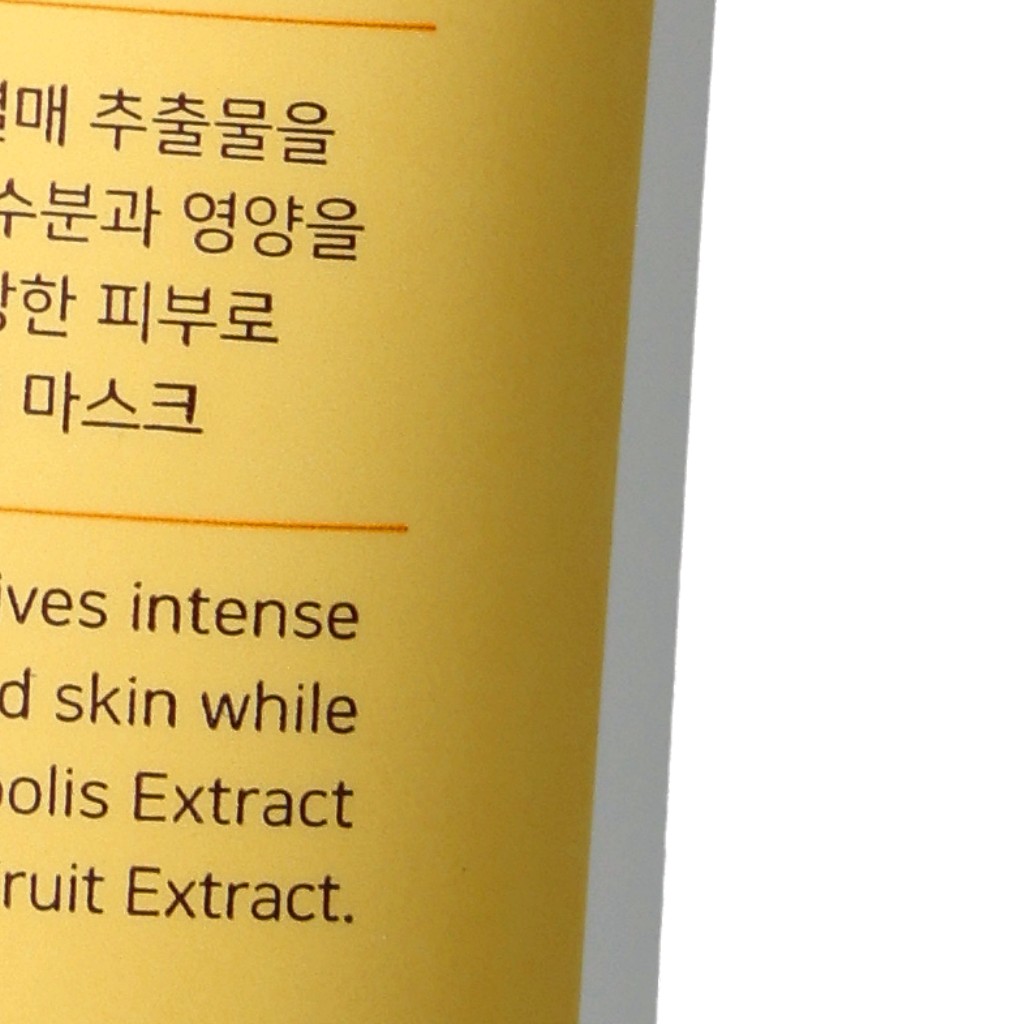 매 추출물을
수분과 영양을
한 피부로
마스크
ives intense
d skin while
olis Extract
ruit Extract.